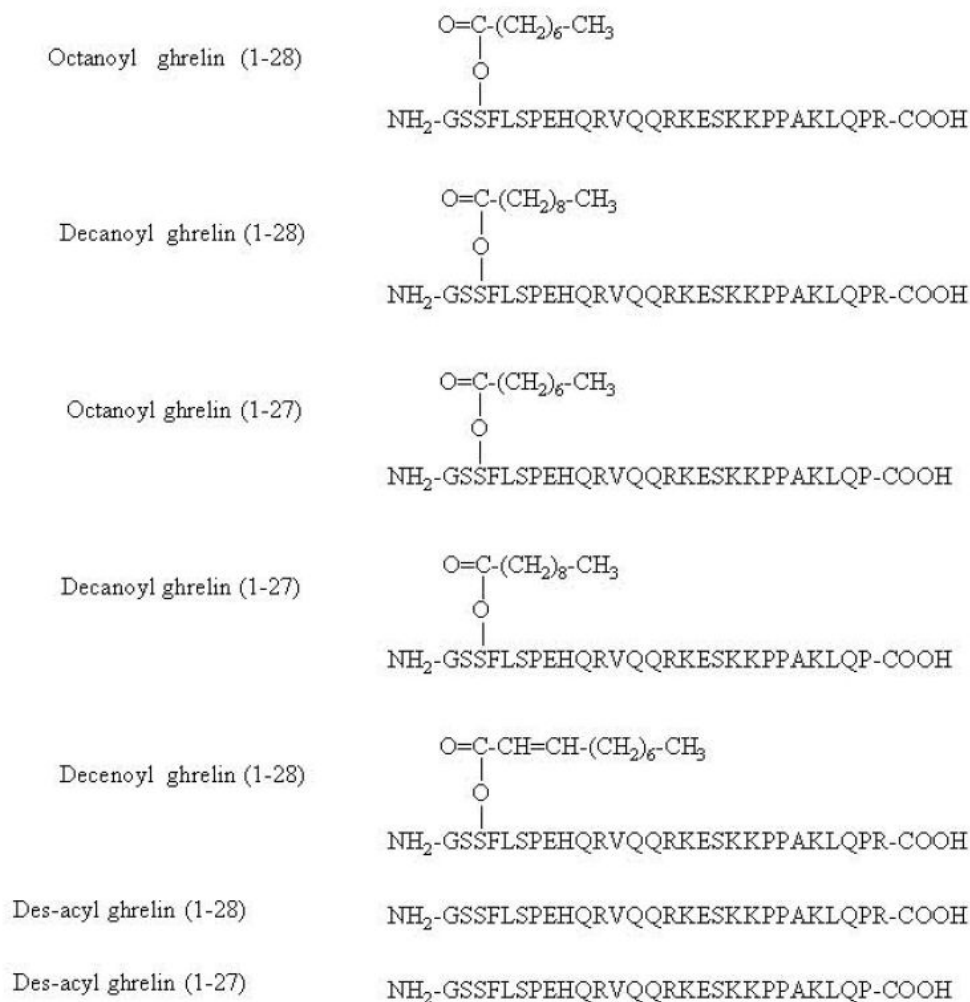 O=C-(CH₂)₆-CH₃
Octanoyl ghrelin (1-28)
O
NH₂-GSSFLSPEHQRVQQRKESKKPPAKLQPR-COOH
O=C-(CH₂)₈-CH₃
Decanoyl ghrelin (1-28)
O
NH₂-GSSFLSPEHQRVQQRKESKKPPAKLQPR-COOH
O=C-(CH₂)₆-CH₃
Octanoyl ghrelin (1-27)
O
NH₂-GSSFLSPEHQRVQQRKESKKPPAKLQP-COOH
O=C-(CH₂)₈-CH₃
Decanoyl ghrelin (1-27)
O
NH₂-GSSFLSPEHQRVQQRKESKKPPAKLQP-COOH
O=C-CH=CH-(CH₂)₆-CH₃
Decenoyl ghrelin (1-28)
O
NH₂-GSSFLSPEHQRVQQRKESKKPPAKLQPR-COOH
Des-acyl ghrelin (1-28) NH₂-GSSFLSPEHQRVQQRKESKKPPAKLQPR-COOH
Des-acyl ghrelin (1-27) NH₂-GSSFLSPEHQRVQQRKESKKPPAKLQP-COOH